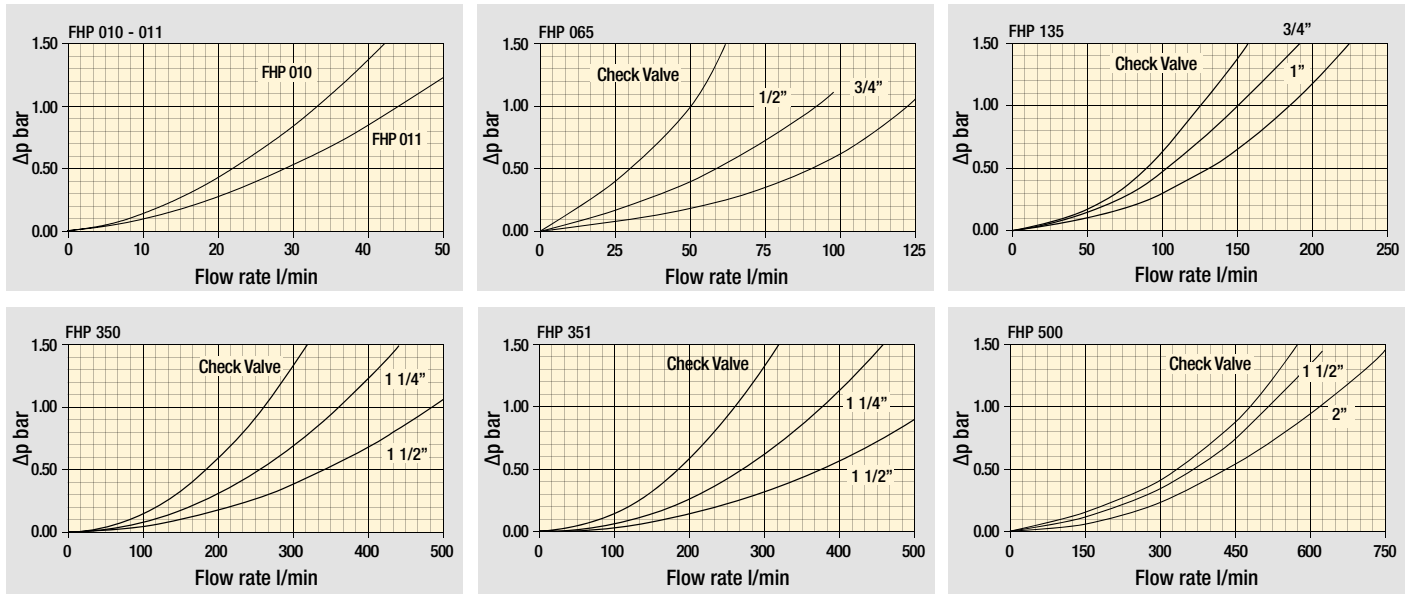 FHP 010 - 011
1.50
1.00
0.50
0.00
Δp bar
FHP 010
FHP 011
0 10 20 30 40 50
Flow rate l/min
FHP 065
1.50
1.00
0.50
0.00
Δp bar
Check Valve
1/2”
3/4”
0 25 50 75 100 125
Flow rate l/min
FHP 135
1.50
1.00
0.50
0.00
Δp bar
Check Valve
3/4”
1”
0 50 100 150 200 250
Flow rate l/min
FHP 350
1.50
1.00
0.50
0.00
Δp bar
Check Valve
1 1/4”
1 1/2”
0 100 200 300 400 500
Flow rate l/min
FHP 351
1.50
1.00
0.50
0.00
Δp bar
Check Valve
1 1/4”
1 1/2”
0 100 200 300 400 500
Flow rate l/min
FHP 500
1.50
1.00
0.50
0.00
Δp bar
Check Valve
1 1/2”
2”
0 150 300 450 600 750
Flow rate l/min